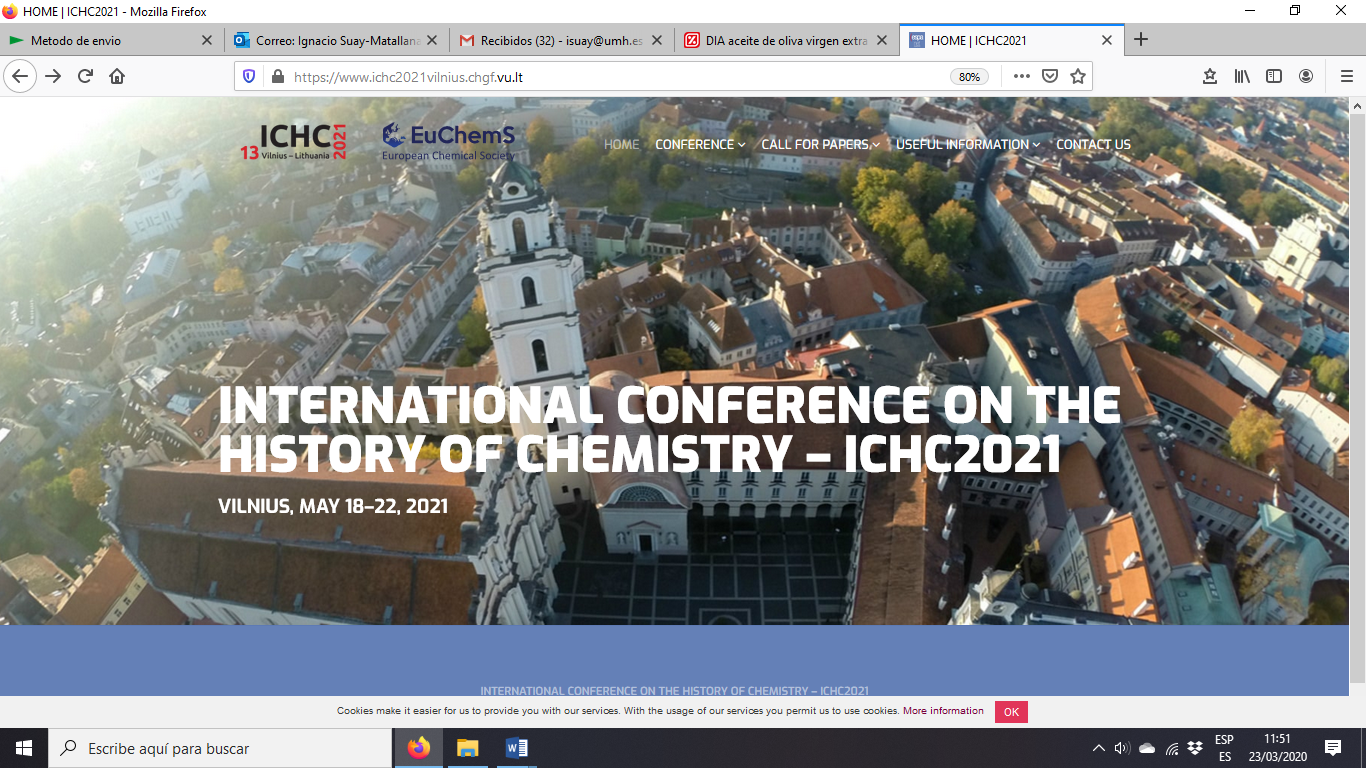 HOME | ICHC2021 - Mozilla Firefox
Metodo de envio
Correo: Ignacio Suay-Matallana
Recibidos (32) - isuay@umh.es
DIA aceite de oliva virgen extra
HOME | ICHC2021
https://www.ichc2021vilnius.chgf.vu.lt
80%
13 ICHC 2021
Vilnius – Lithuania
EuChemS
European Chemical Society
HOME
CONFERENCE
CALL FOR PAPERS
USEFUL INFORMATION
CONTACT US
INTERNATIONAL CONFERENCE ON THE
HISTORY OF CHEMISTRY – ICHC2021
VILNIUS, MAY 18–22, 2021
INTERNATIONAL CONFERENCE ON THE HISTORY OF CHEMISTRY – ICHC2021
Cookies make it easier for us to provide you with our services. With the usage of our services you permit us to use cookies. More information
OK
Escribe aquí para buscar
ESP
ES
11:51
23/03/2020